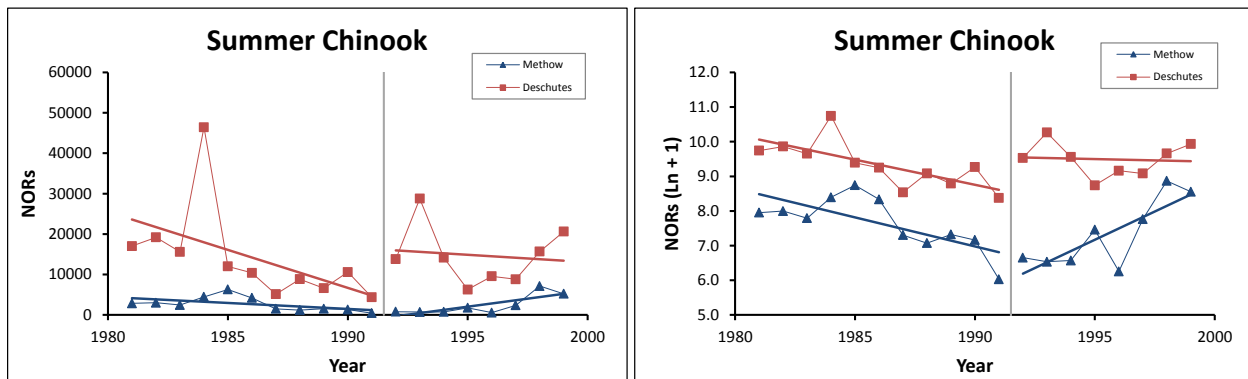 Summer Chinook
Methow
Deschutes
60000
50000
40000
30000
20000
10000
0
NORs
1980
1985
1990
1995
2000
Year
Summer Chinook
Methow
Deschutes
12.0
11.0
10.0
9.0
8.0
7.0
6.0
5.0
NORs (Ln + 1)
1980
1985
1990
1995
2000
Year